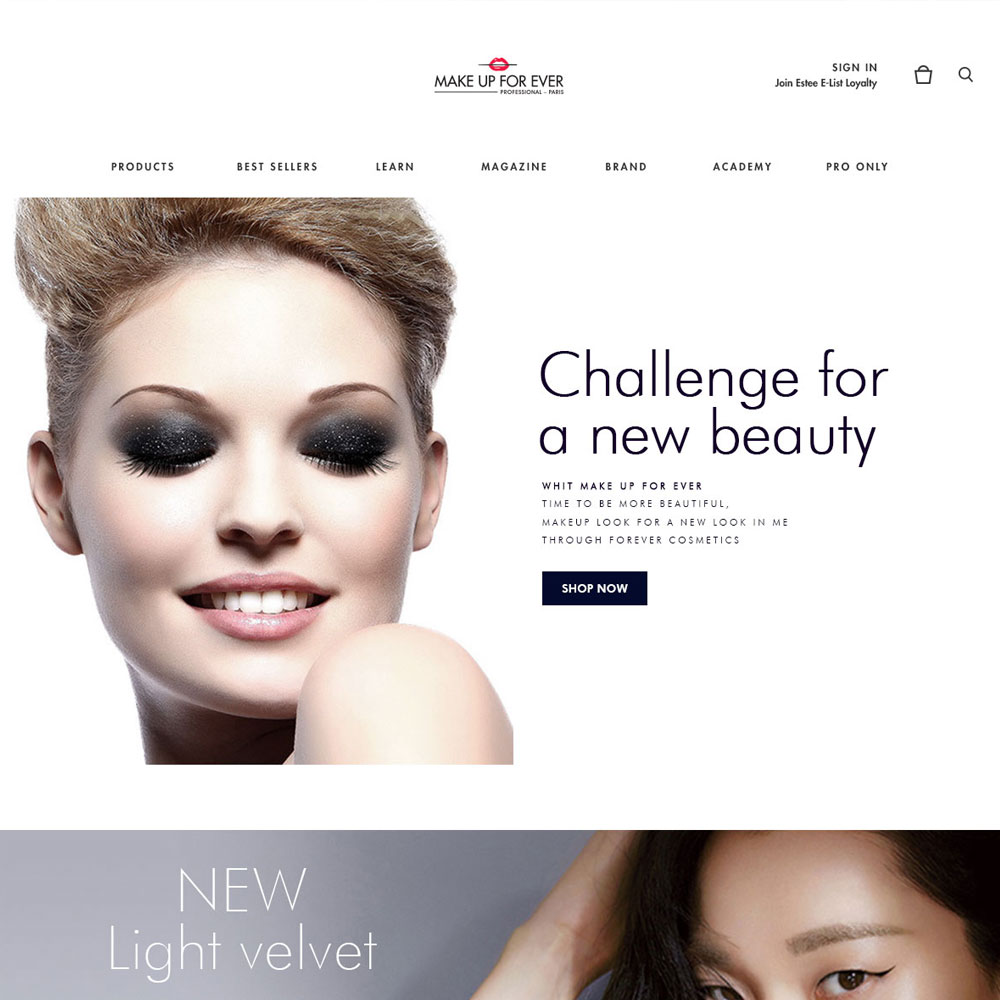 MAKE UP FOR EVER
PROFESSIONAL - PARIS
SIGN IN
Join Estee E-List Loyalty
PRODUCTS BEST SELLERS LEARN MAGAZINE BRAND ACADEMY PRO ONLY
Challenge for
a new beauty
WHIT MAKE UP FOR EVER
TIME TO BE MORE BEAUTIFUL,
MAKEUP LOOK FOR A NEW LOOK IN ME
THROUGH FOREVER COSMETICS
SHOP NOW
NEW
Light velvet